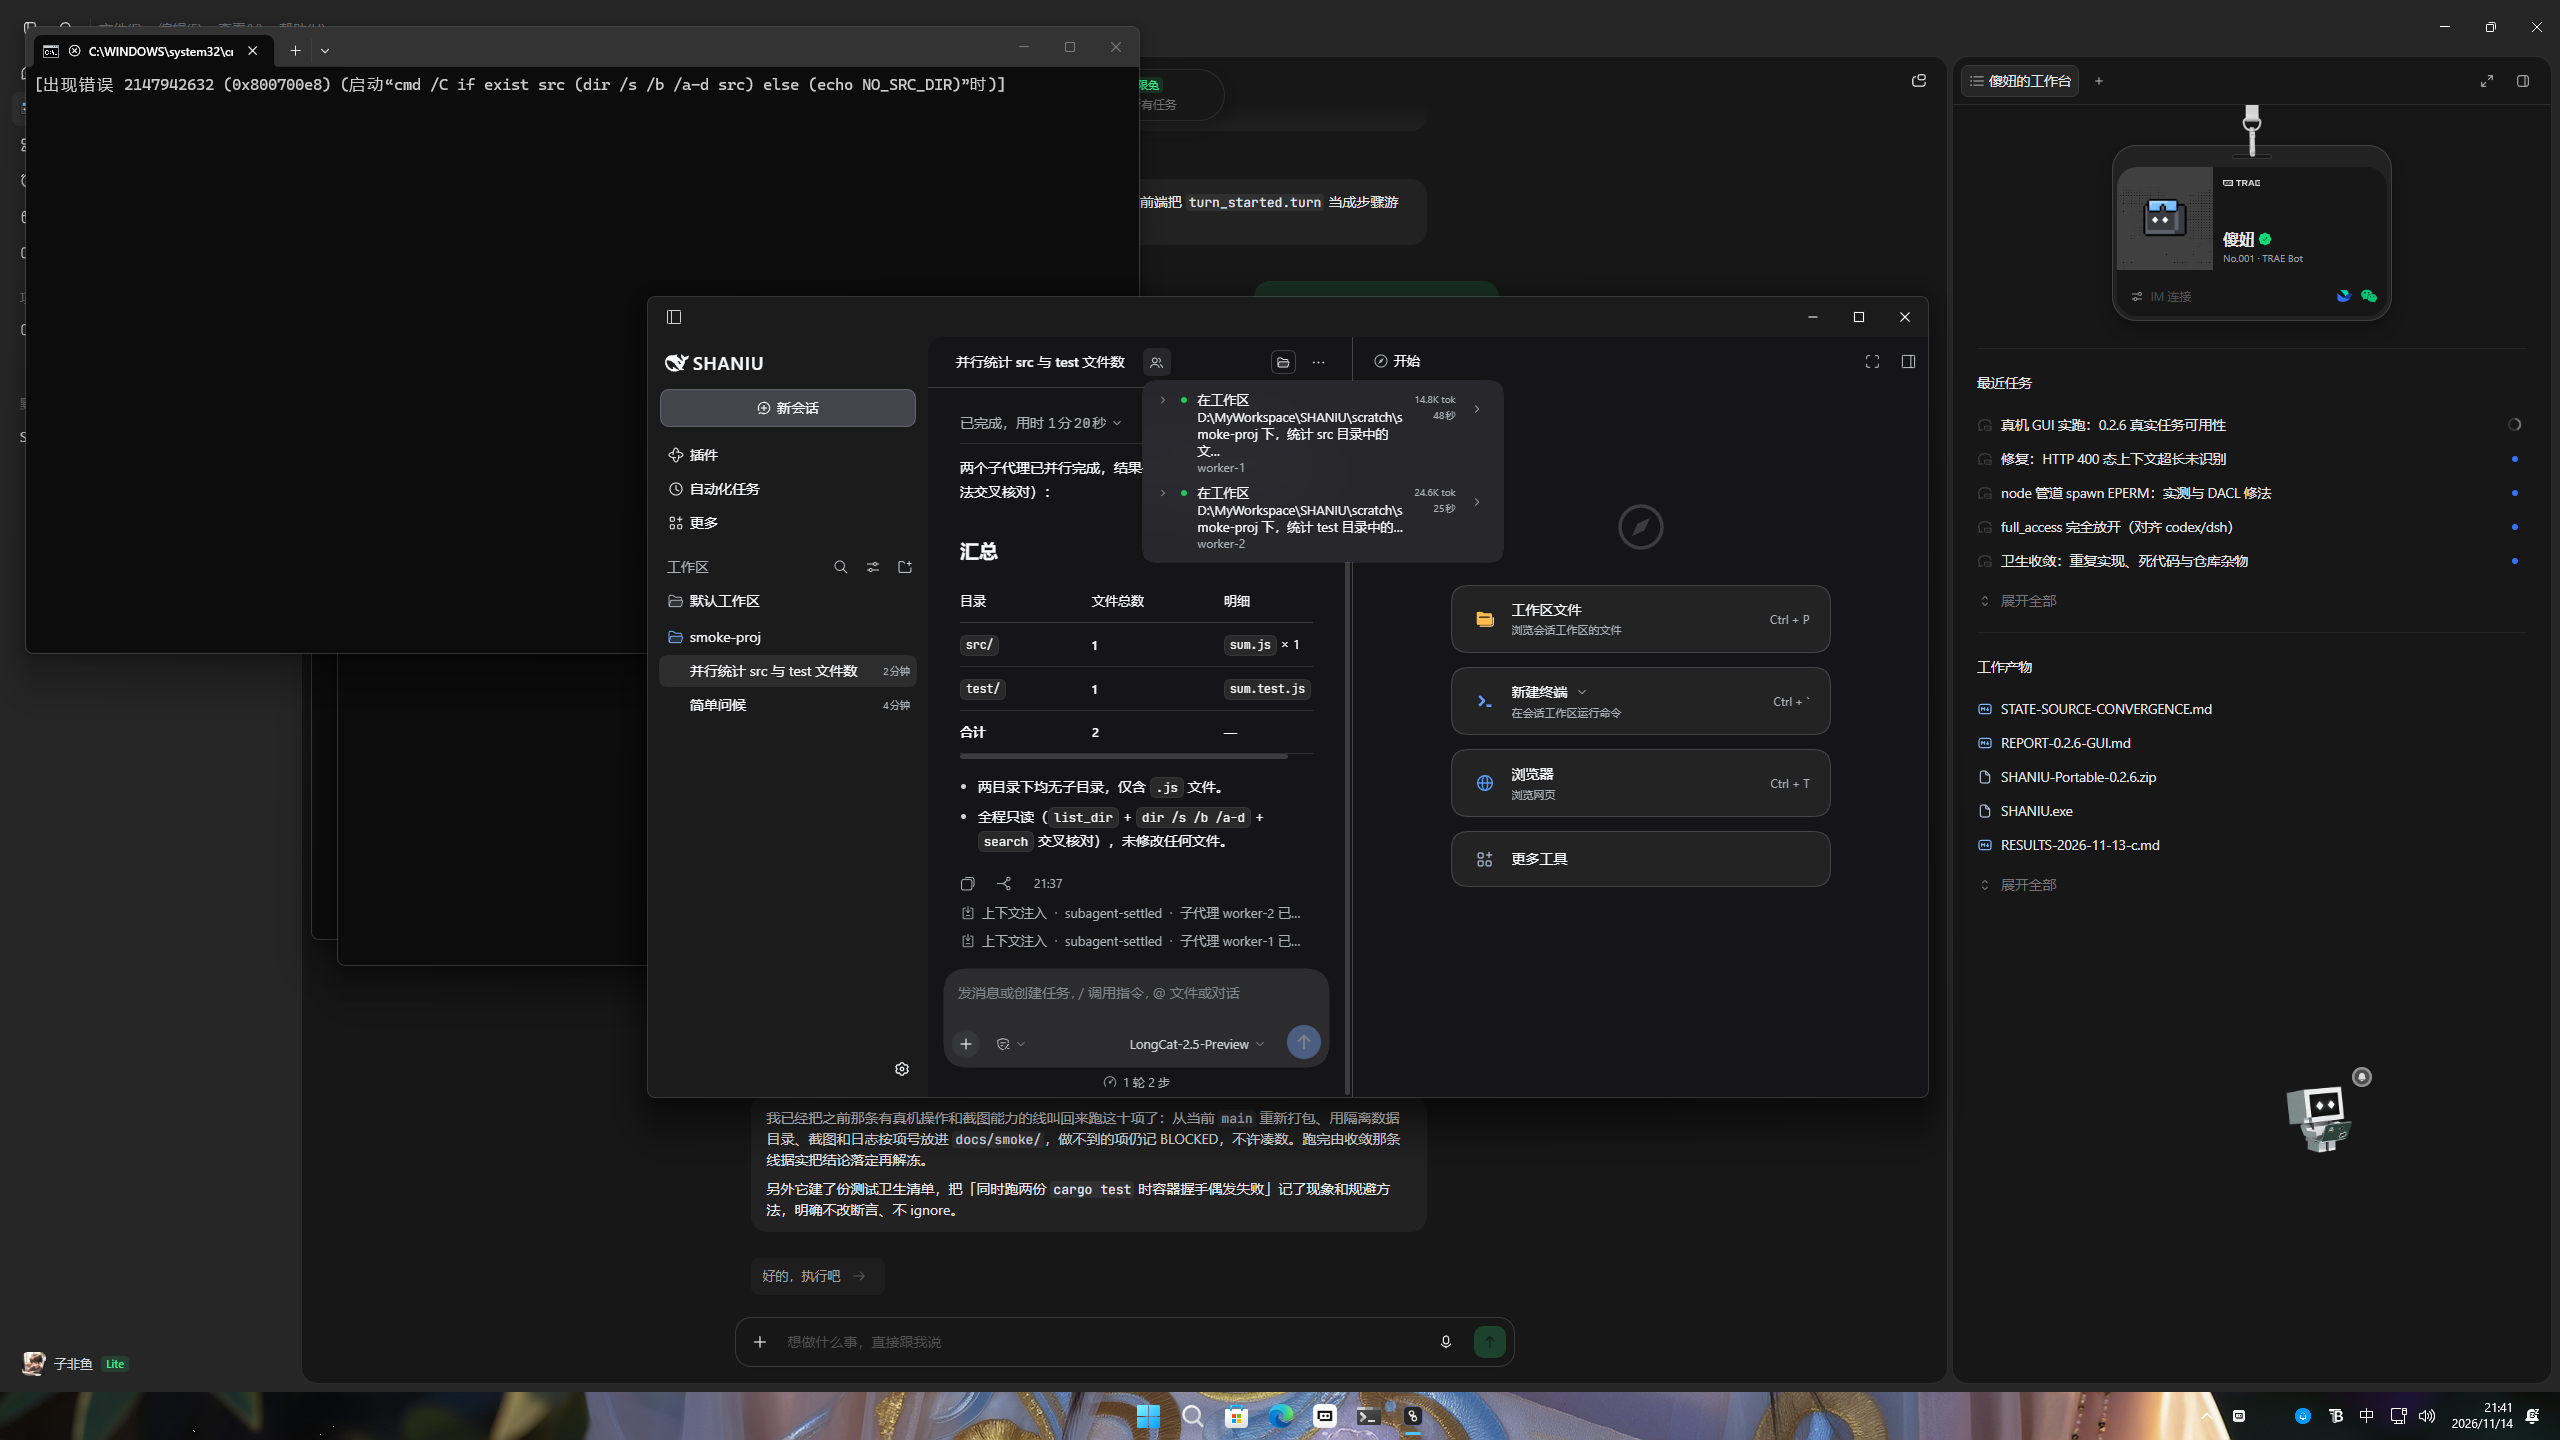 C:\WINDOWS\system32\cr
[出现错误 2147942632 (0x800700e8) (启动“cmd /C if exist src (dir /s /b /a-d src) else (echo NO_SRC_DIR)”时)]
限免
有任务
前端把 turn_started.turn 当成步骤游
SHANIU
新会话
插件
自动化任务
更多
工作区
默认工作区
smoke-proj
并行统计 src 与 test 文件数 2分钟
简单问候 4分钟
并行统计 src 与 test 文件数
已完成，用时 1分20秒
两个子代理已并行完成，结果
法交叉核对）：
汇总
目录 文件总数 明细
src/ 1 sum.js × 1
test/ 1 sum.test.js
合计 2 —
两目录下均无子目录，仅含 .js 文件。
全程只读（list_dir + dir /s /b /a-d +
search 交叉核对），未修改任何文件。
21:37
上下文注入 · subagent-settled · 子代理 worker-2 已...
上下文注入 · subagent-settled · 子代理 worker-1 已...
发消息或创建任务, / 调用指令, @ 文件或对话
LongCat-2.5-Preview
1 轮 2 步
在工作区
D:\MyWorkspace\SHANIU\scratch\s
moke-proj 下，统计 src 目录中的
文...
worker-1
14.8K tok
48秒
在工作区
D:\MyWorkspace\SHANIU\scratch\s
moke-proj 下，统计 test 目录中的...
worker-2
24.6K tok
25秒
开始
工作区文件
浏览会话工作区的文件
Ctrl + P
新建终端
在会话工作区运行命令
Ctrl + `
浏览器
浏览网页
Ctrl + T
更多工具
我已经把之前那条有真机操作和截图能力的线叫回来跑这十项了：从当前 main 重新打包、用隔离数据
目录、截图和日志按项号放进 docs/smoke/，做不到的项仍记 BLOCKED，不许凑数。跑完由收敛那条
线据实把结论落定再解冻。
另外它建了份测试卫生清单，把「同时跑两份 cargo test 时容器握手偶发失败」记了现象和规避方
法，明确不改断言、不 ignore。
好的，执行吧
想做什么事，直接跟我说
子非鱼 Lite
傻妞的工作台
TRAE
傻妞
No.001 · TRAE Bot
IM 连接
最近任务
真机 GUI 实跑：0.2.6 真实任务可用性
修复：HTTP 400 态上下文超长未识别
node 管道 spawn EPERM：实测与 DACL 修法
full_access 完全放开（对齐 codex/dsh）
卫生收敛：重复实现、死代码与仓库杂物
展开全部
工作产物
STATE-SOURCE-CONVERGENCE.md
REPORT-0.2.6-GUI.md
SHANIU-Portable-0.2.6.zip
SHANIU.exe
RESULTS-2026-11-13-c.md
展开全部
中
21:41
2026/11/14